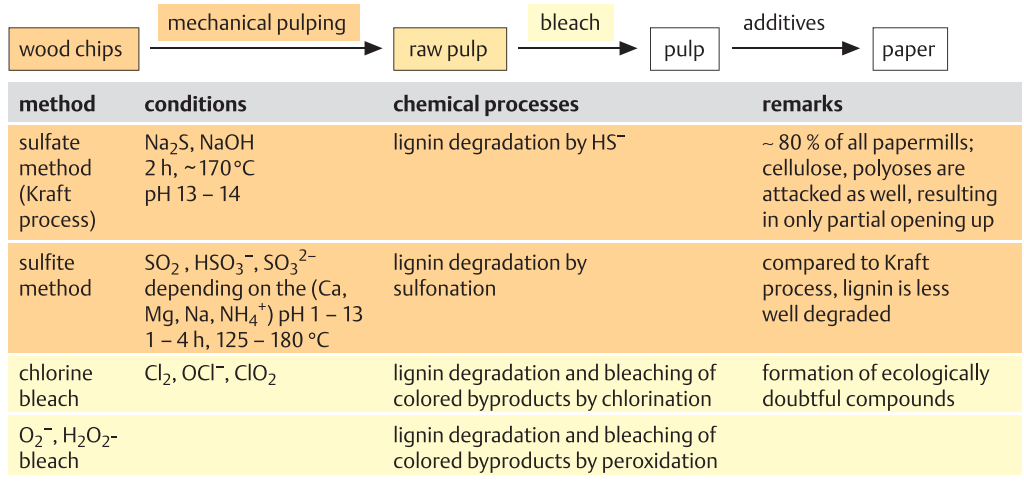 mechanical pulping
bleach
additives
wood chips
raw pulp
pulp
paper
method conditions chemical processes remarks
sulfate method (Kraft process)
Na₂S, NaOH
2 h, ~170 °C
pH 13 – 14
lignin degradation by HS⁻
~ 80 % of all papermills;
cellulose, polyoses are
attacked as well, resulting
in only partial opening up
sulfite
method
SO₂ , HSO₃⁻, SO₃²⁻
depending on the (Ca,
Mg, Na, NH₄⁺) pH 1 – 13
1 – 4 h, 125 – 180 °C
lignin degradation by
sulfonation
compared to Kraft
process, lignin is less
well degraded
chlorine
bleach
Cl₂, OCl⁻, ClO₂
lignin degradation and bleaching of
colored byproducts by chlorination
formation of ecologically
doubtful compounds
O₂⁻, H₂O₂-
bleach
lignin degradation and bleaching of
colored byproducts by peroxidation